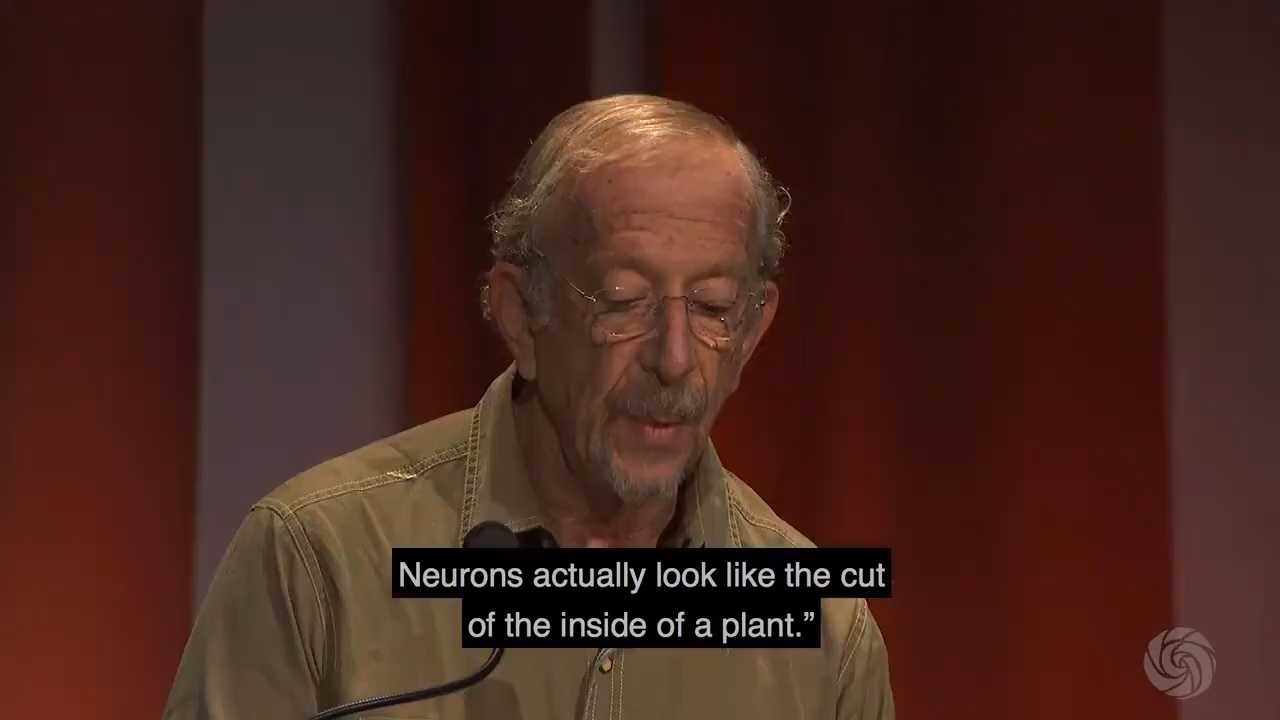 Neurons actually look like the cut
of the inside of a plant.”